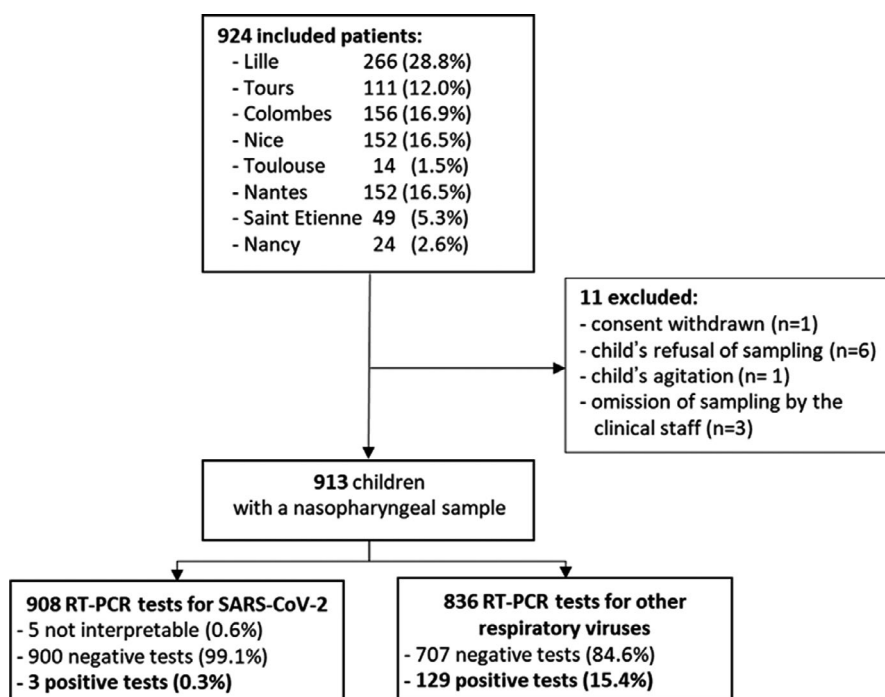 924 included patients:
- Lille 266 (28.8%)
- Tours 111 (12.0%)
- Colombes 156 (16.9%)
- Nice 152 (16.5%)
- Toulouse 14 (1.5%)
- Nantes 152 (16.5%)
- Saint Etienne 49 (5.3%)
- Nancy 24 (2.6%)
11 excluded:
- consent withdrawn (n=1)
- child's refusal of sampling (n=6)
- child's agitation (n= 1)
- omission of sampling by the
clinical staff (n=3)
913 children
with a nasopharyngeal sample
908 RT-PCR tests for SARS-CoV-2
- 5 not interpretable (0.6%)
- 900 negative tests (99.1%)
- 3 positive tests (0.3%)
836 RT-PCR tests for other
respiratory viruses
- 707 negative tests (84.6%)
- 129 positive tests (15.4%)